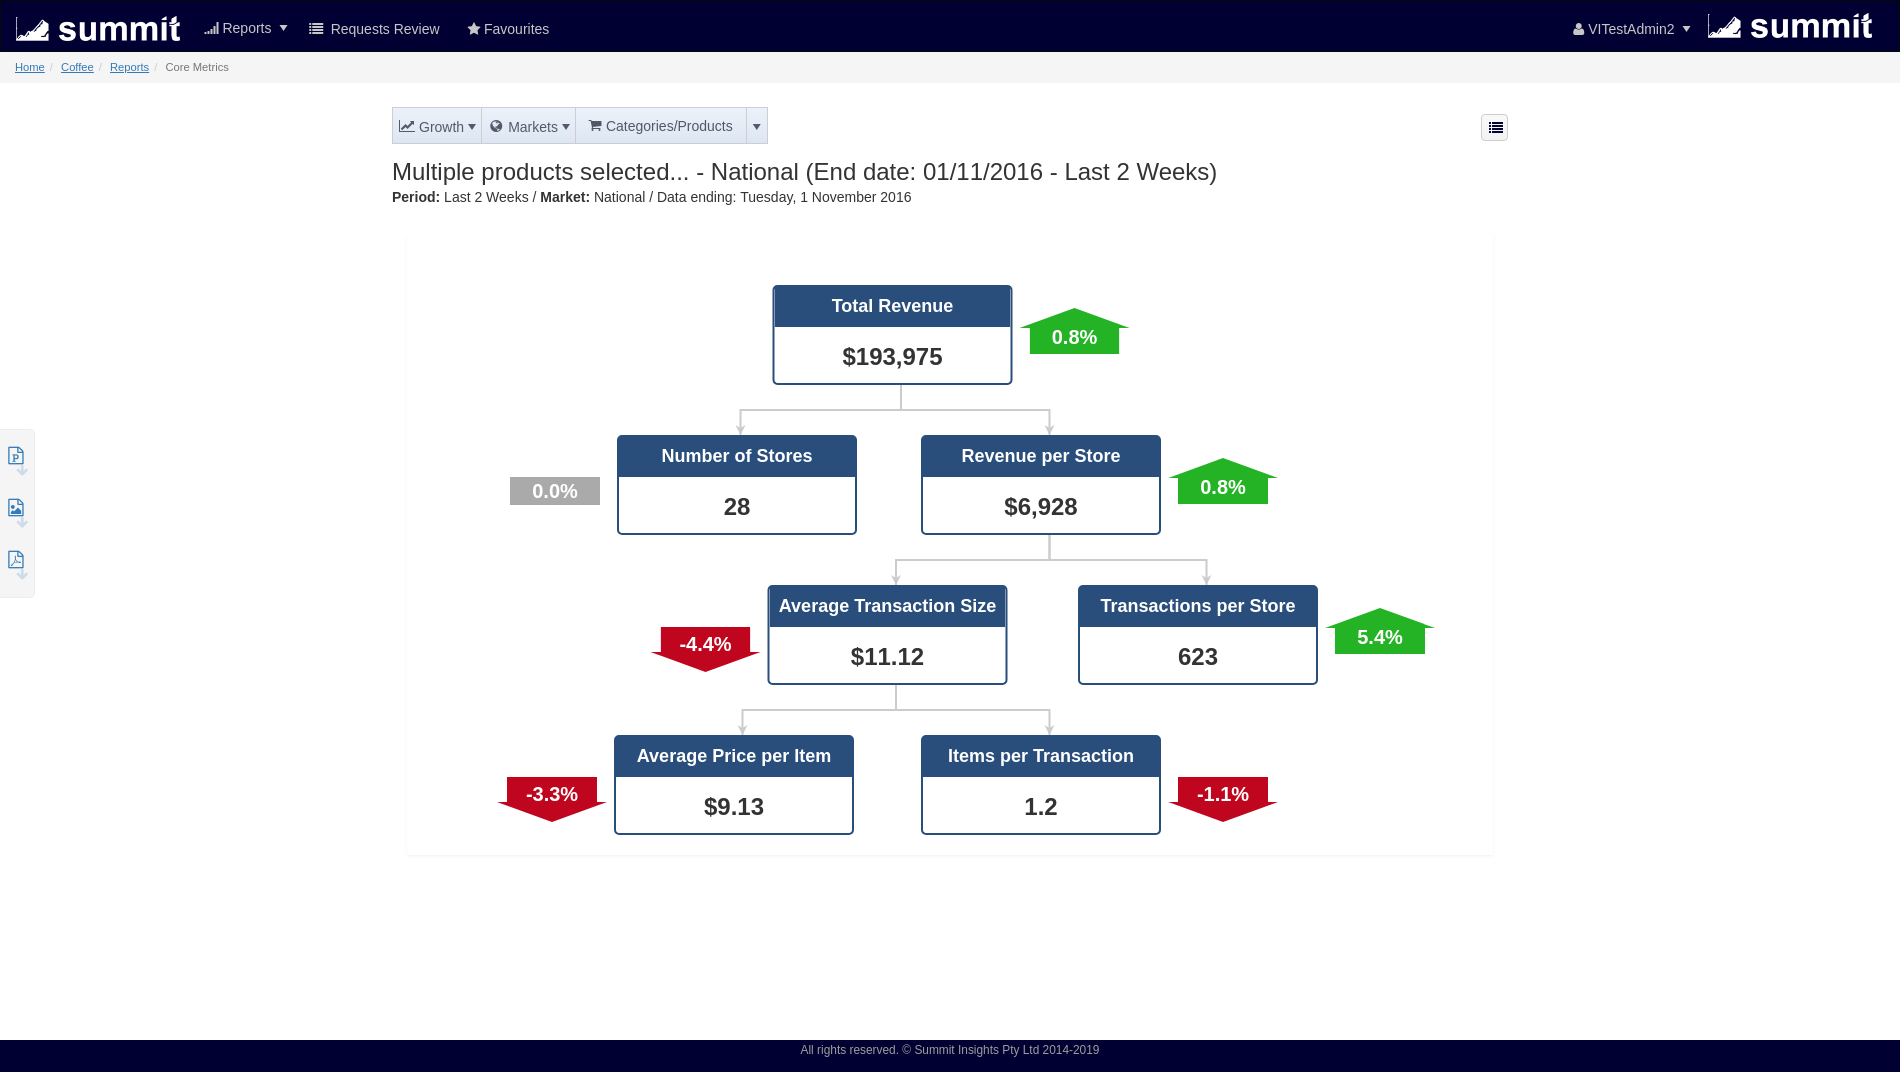 summit Reports Requests Review Favourites VITestAdmin2 summit
Home / Coffee / Reports / Core Metrics
Growth Markets Categories/Products
Multiple products selected... - National (End date: 01/11/2016 - Last 2 Weeks)
Period: Last 2 Weeks / Market: National / Data ending: Tuesday, 1 November 2016
Total Revenue
$193,975
0.8%
Number of Stores
28
0.0%
Revenue per Store
$6,928
0.8%
Average Transaction Size
$11.12
-4.4%
Transactions per Store
623
5.4%
Average Price per Item
$9.13
-3.3%
Items per Transaction
1.2
-1.1%
All rights reserved. © Summit Insights Pty Ltd 2014-2019